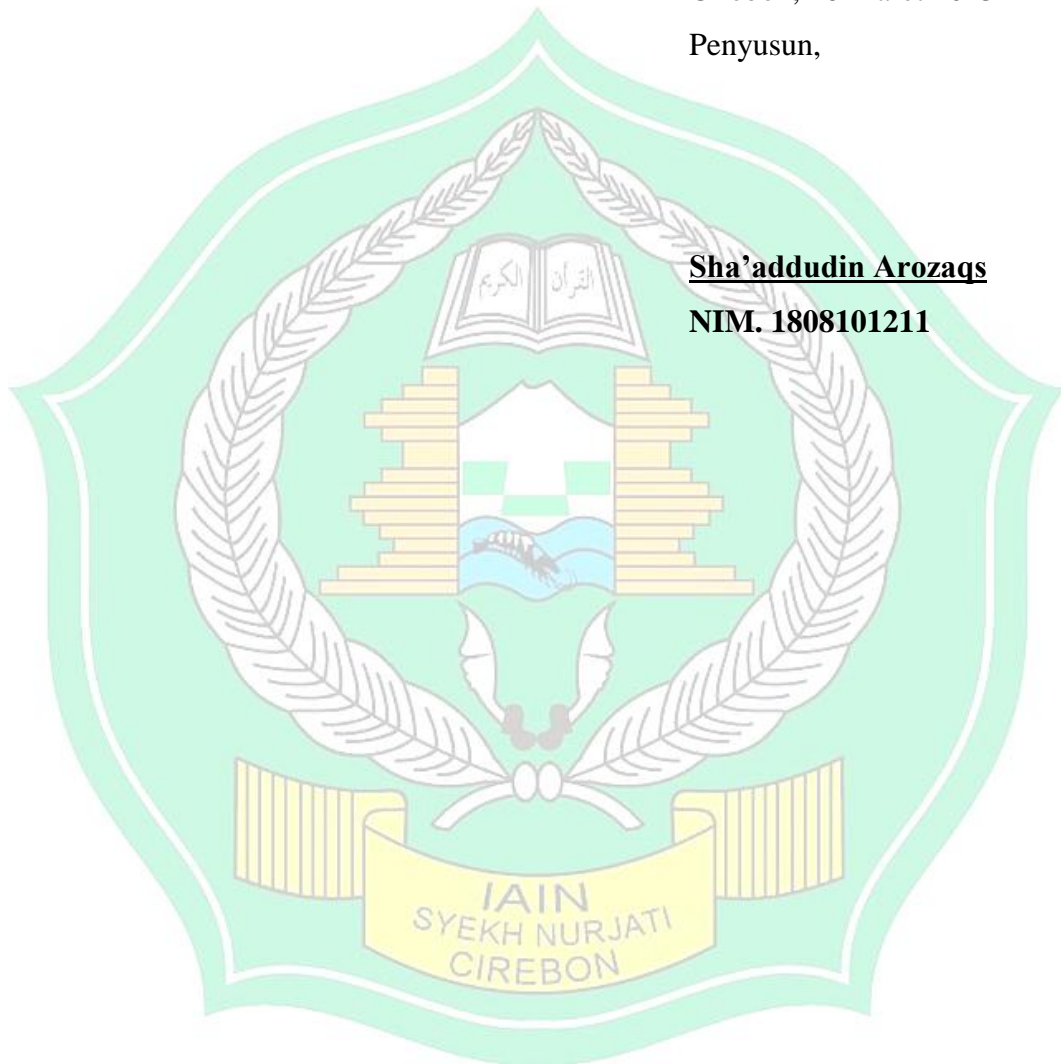 Penyusun,
Sha’addudin Arozaqs
NIM. 1808101211
القرآن الكريم
IAIN
SYEKH NURJATI
CIREBON